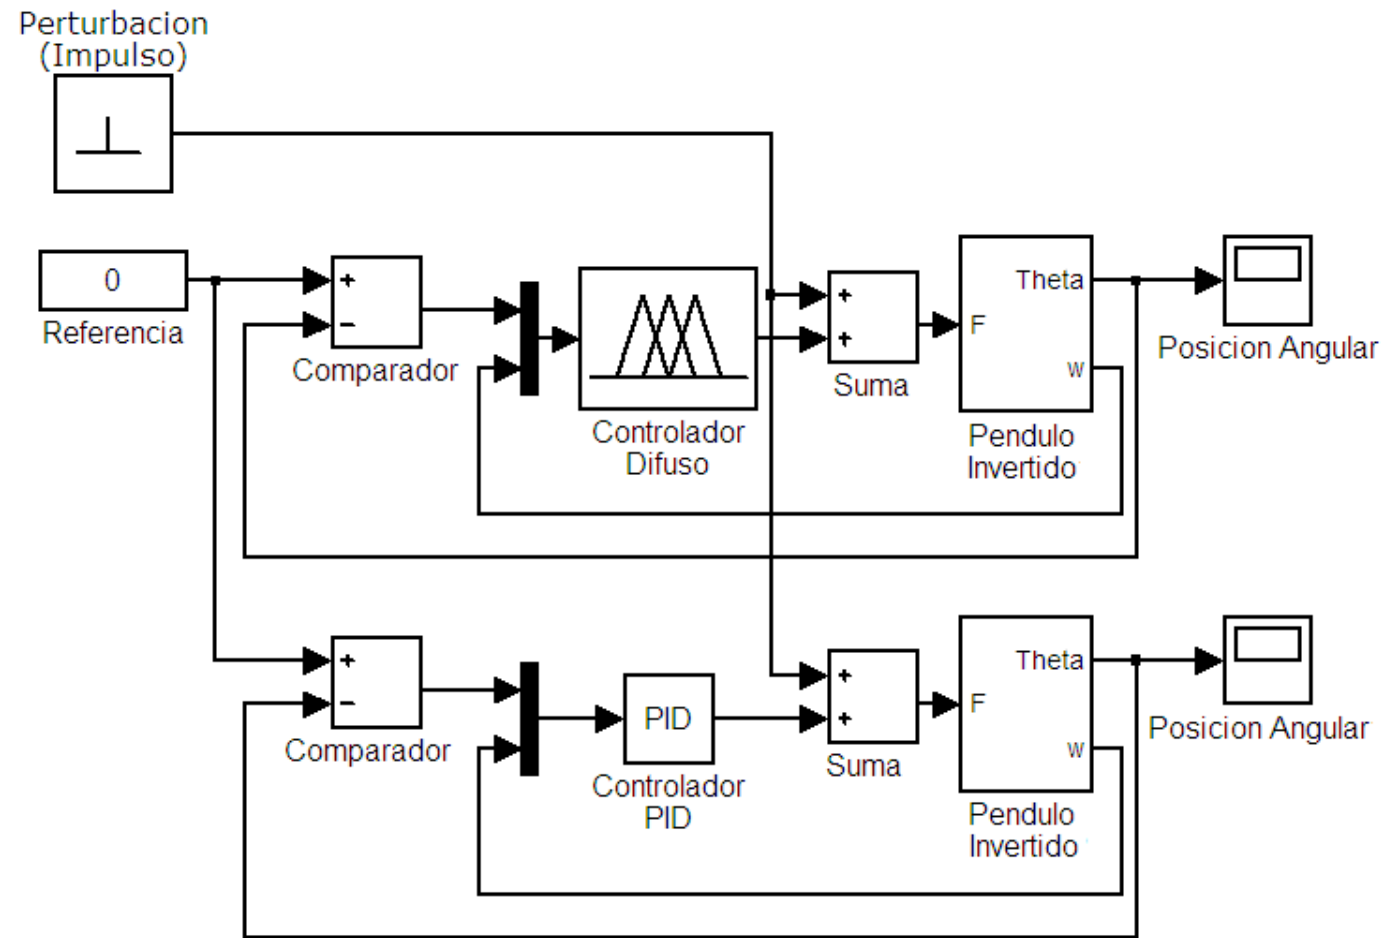 Perturbacion
(Impulso)
0
Referencia
+
−
Comparador
Controlador
Difuso
+
+
Suma
Theta
F
W
Pendulo
Invertido
Posicion Angular
+
−
Comparador
PID
Controlador
PID
+
+
Suma
Theta
F
W
Pendulo
Invertido
Posicion Angular